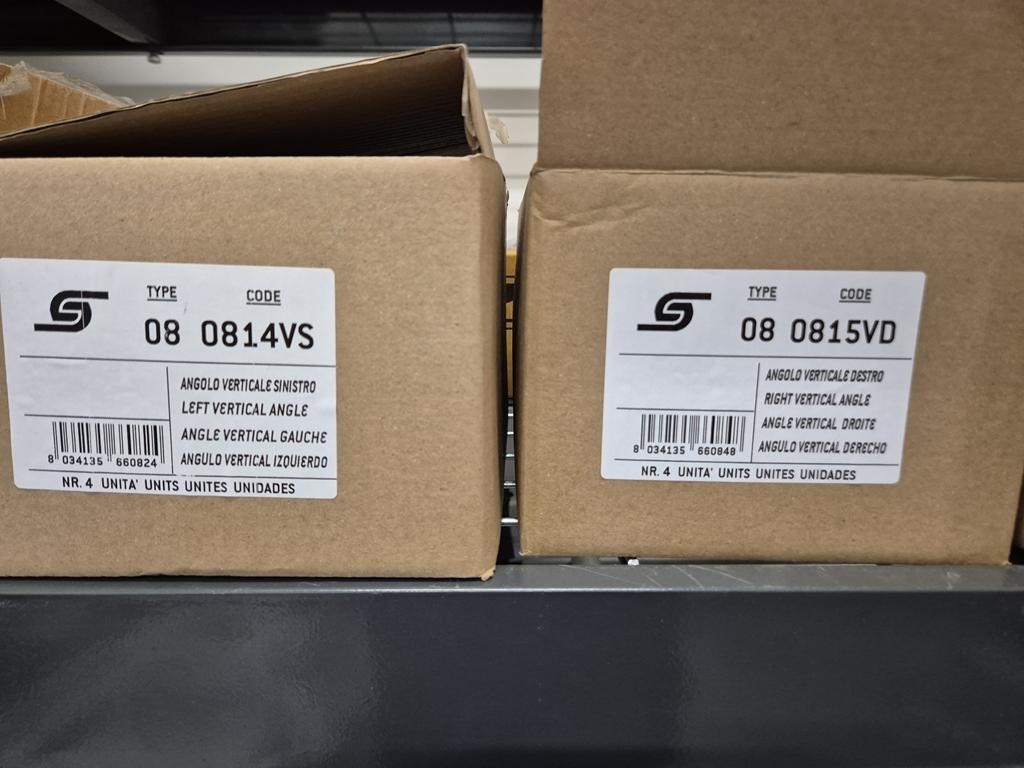 TYPE CODE
08 0814VS
ANGOLO VERTICALE SINISTRO
LEFT VERTICAL ANGLE
ANGLE VERTICAL GAUCHE
ANGULO VERTICAL IZQUIERDO
8 034135 660824
NR. 4 UNITA' UNITS UNITES UNIDADES
TYPE CODE
08 0815VD
ANGOLO VERTICALE DESTRO
RIGHT VERTICAL ANGLE
ANGLE VERTICAL DROITE
ANGULO VERTICAL DERECHO
8 034135 660848
NR. 4 UNITA' UNITS UNITES UNIDADES